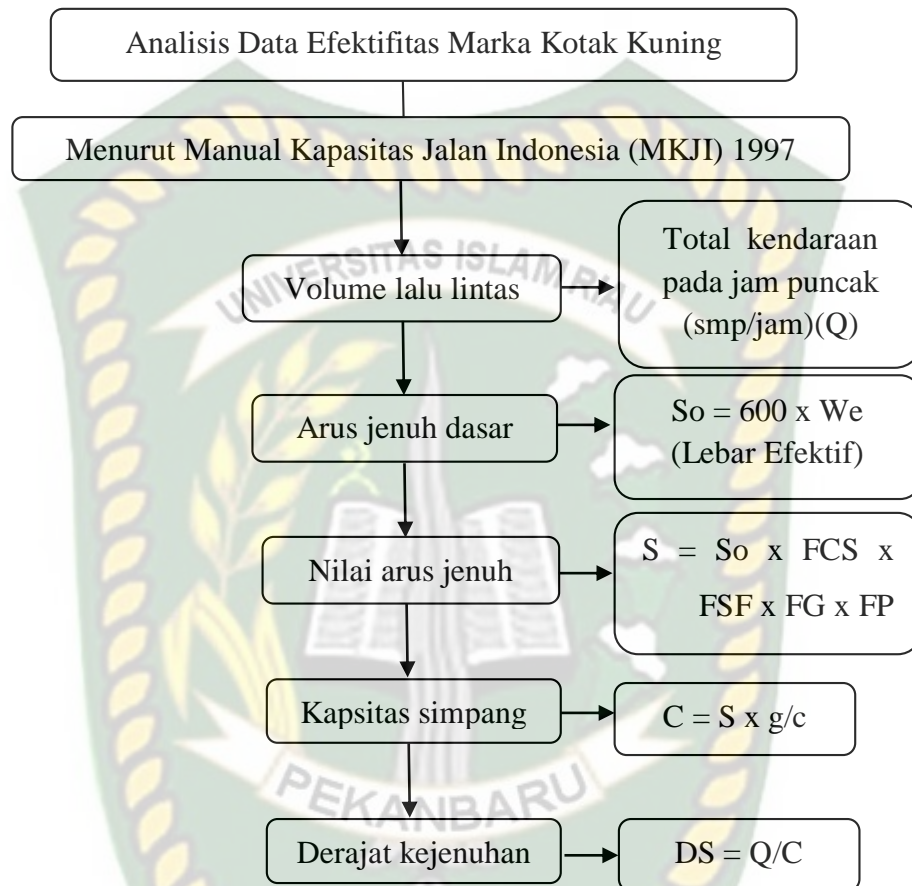 Analisis Data Efektifitas Marka Kotak Kuning
Menurut Manual Kapasitas Jalan Indonesia (MKJI) 1997
Volume lalu lintas
Total kendaraan
pada jam puncak
(smp/jam)(Q)
Arus jenuh dasar
So = 600 x We
(Lebar Efektif)
Nilai arus jenuh
S = So x FCS x
FSF x FG x FP
Kapsitas simpang
C = S x g/c
Derajat kejenuhan
DS = Q/C
UNIVERSITAS ISLAM RIAU
PEKANBARU